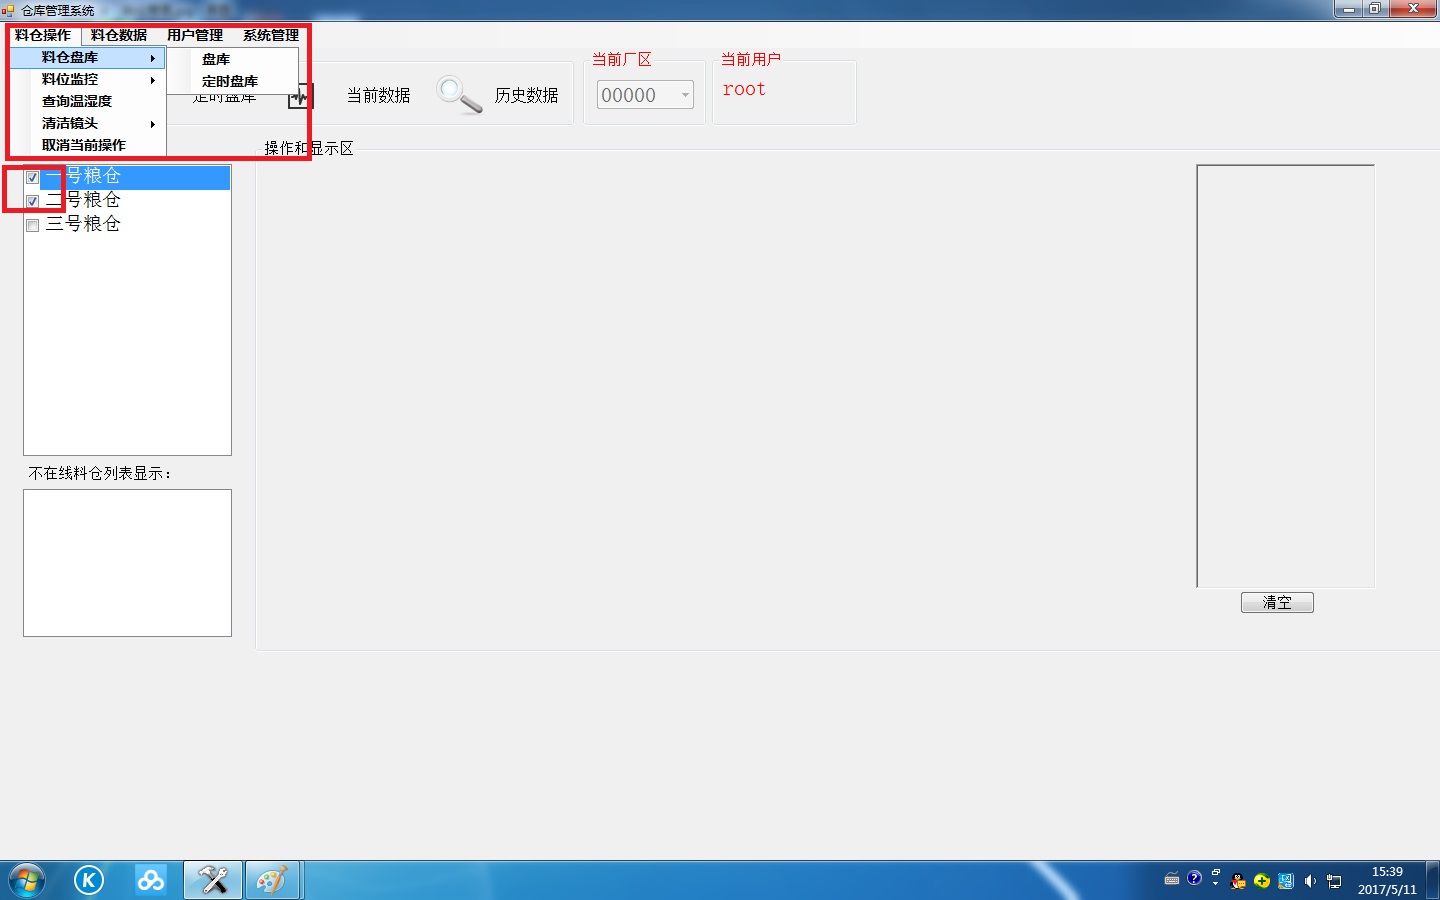 仓库管理系统
料仓操作 料仓数据 用户管理 系统管理
料仓盘库
料位监控
查询温湿度
清洁镜头
取消当前操作
盘库
定时盘库
定时盘库
当前数据
历史数据
当前厂区
00000
当前用户
root
操作和显示区
一号粮仓
二号粮仓
三号粮仓
不在线料仓列表显示：
清空
15:39
2017/5/11